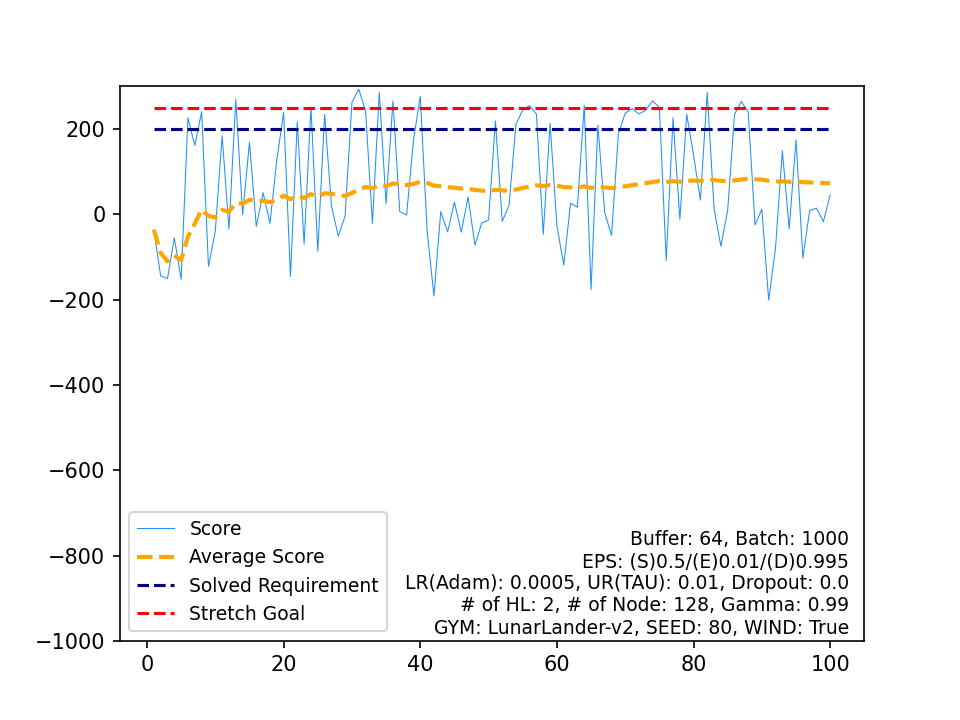 200
0
−200
−400
−600
−800
−1000
0 20 40 60 80 100
Score
Average Score
Solved Requirement
Stretch Goal
Buffer: 64, Batch: 1000
EPS: (S)0.5/(E)0.01/(D)0.995
LR(Adam): 0.0005, UR(TAU): 0.01, Dropout: 0.0
# of HL: 2, # of Node: 128, Gamma: 0.99
GYM: LunarLander-v2, SEED: 80, WIND: True